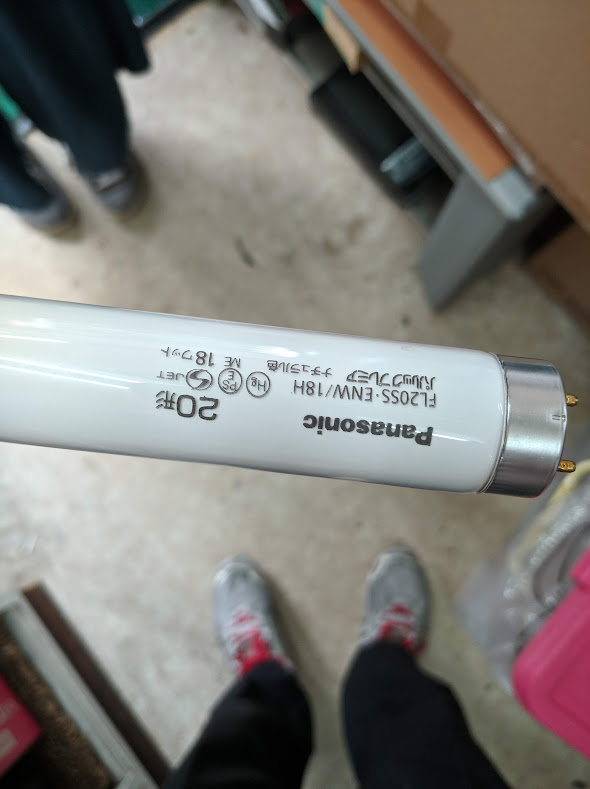 Panasonic
FL20SS・ENW/18H
パルックプレミア
ナチュラル色
20形
Hg
PS
E
JET
NE 18ワット